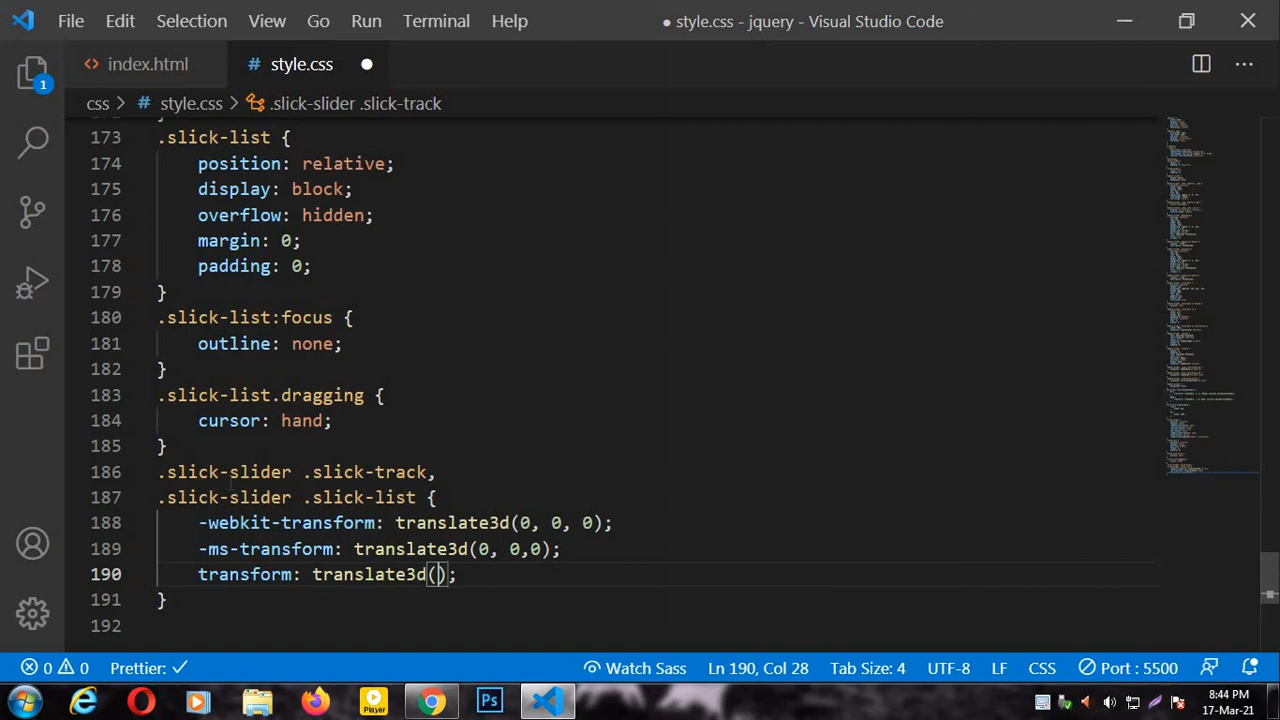 File Edit Selection View Go Run Terminal Help ● style.css - jquery - Visual Studio Code
<> index.html # style.css ●
css > # style.css > .slick-slider .slick-track
173 .slick-list {
174 position: relative;
175 display: block;
176 overflow: hidden;
177 margin: 0;
178 padding: 0;
179 }
180 .slick-list:focus {
181 outline: none;
182 }
183 .slick-list.dragging {
184 cursor: hand;
185 }
186 .slick-slider .slick-track,
187 .slick-slider .slick-list {
188 -webkit-transform: translate3d(0, 0, 0);
189 -ms-transform: translate3d(0, 0,0);
190 transform: translate3d();
191 }
192
1
0 0 Prettier: ✓ Watch Sass Ln 190, Col 28 Tab Size: 4 UTF-8 LF CSS Port : 5500
Player Ps 8:44 PM
17-Mar-21